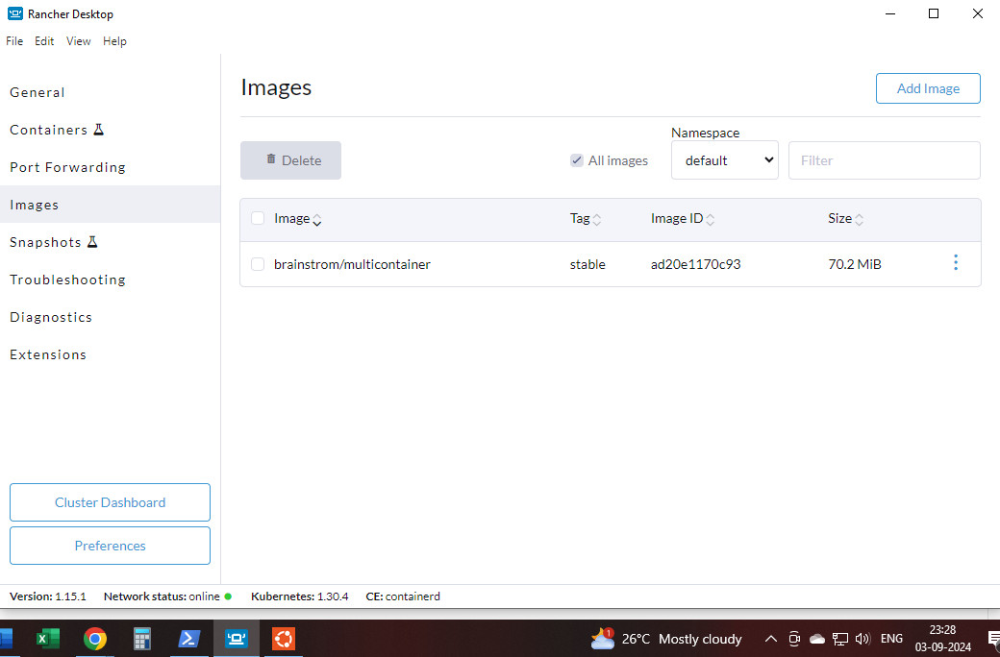 Rancher Desktop
File Edit View Help
General
Containers
Port Forwarding
Images
Snapshots
Troubleshooting
Diagnostics
Extensions
Cluster Dashboard
Preferences
Images
Add Image
Delete
All images
Namespace
default
Filter
Image Tag Image ID Size
brainstrom/multicontainer stable ad20e1170c93 70.2 MiB
Version: 1.15.1 Network status: online Kubernetes: 1.30.4 CE: containerd
1 26°C Mostly cloudy ENG 23:28
03-09-2024